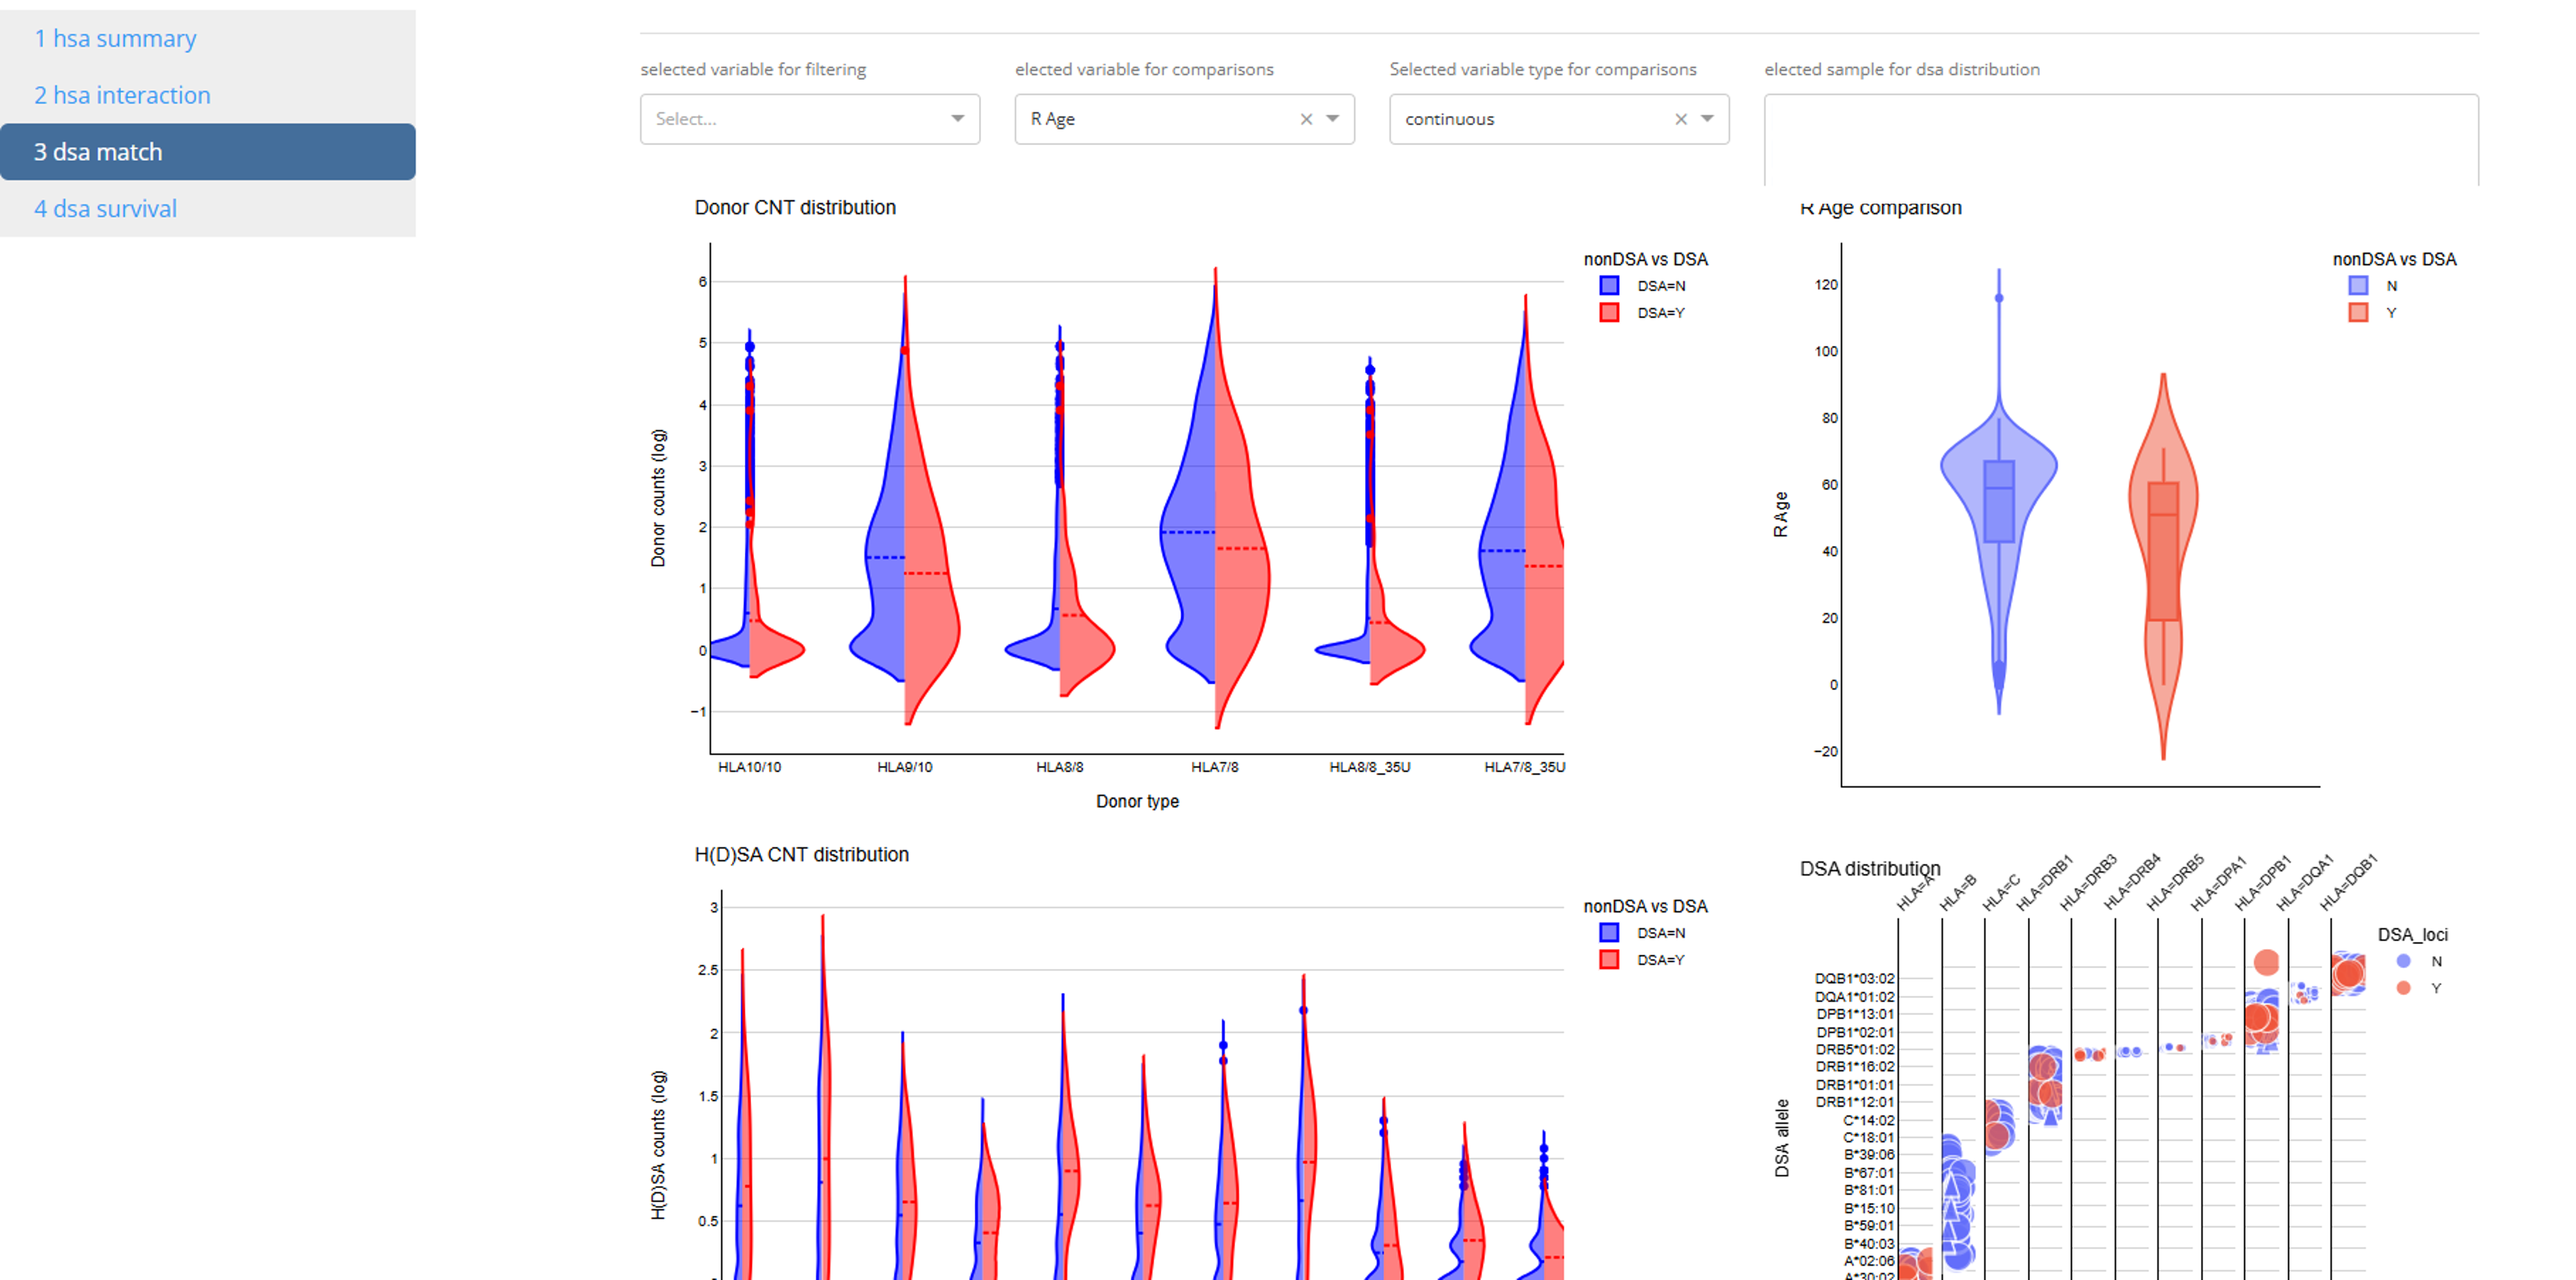 1 hsa summary
2 hsa interaction
3 dsa match
4 dsa survival
selected variable for filtering
Select...
elected variable for comparisons
R Age
Selected variable type for comparisons
continuous
elected sample for dsa distribution
Donor CNT distribution
Donor counts (log)
6
5
4
3
2
1
0
−1
HLA10/10
HLA9/10
HLA8/8
HLA7/8
HLA8/8_35U
HLA7/8_35U
Donor type
nonDSA vs DSA
DSA=N
DSA=Y
R Age comparison
R Age
120
100
80
60
40
20
0
−20
nonDSA vs DSA
N
Y
H(D)SA CNT distribution
H(D)SA counts (log)
3
2.5
2
1.5
1
0.5
nonDSA vs DSA
DSA=N
DSA=Y
DSA distribution
HLA=A
HLA=B
HLA=C
HLA=DRB1
HLA=DRB3
HLA=DRB4
HLA=DRB5
HLA=DPA1
HLA=DPB1
HLA=DQA1
HLA=DQB1
DSA allele
DQB1*03:02
DQA1*01:02
DPB1*13:01
DPB1*02:01
DRB5*01:02
DRB1*16:02
DRB1*01:01
DRB1*12:01
C*14:02
C*18:01
B*39:06
B*67:01
B*81:01
B*15:10
B*59:01
B*40:03
A*02:06
A*30:02
DSA_loci
N
Y